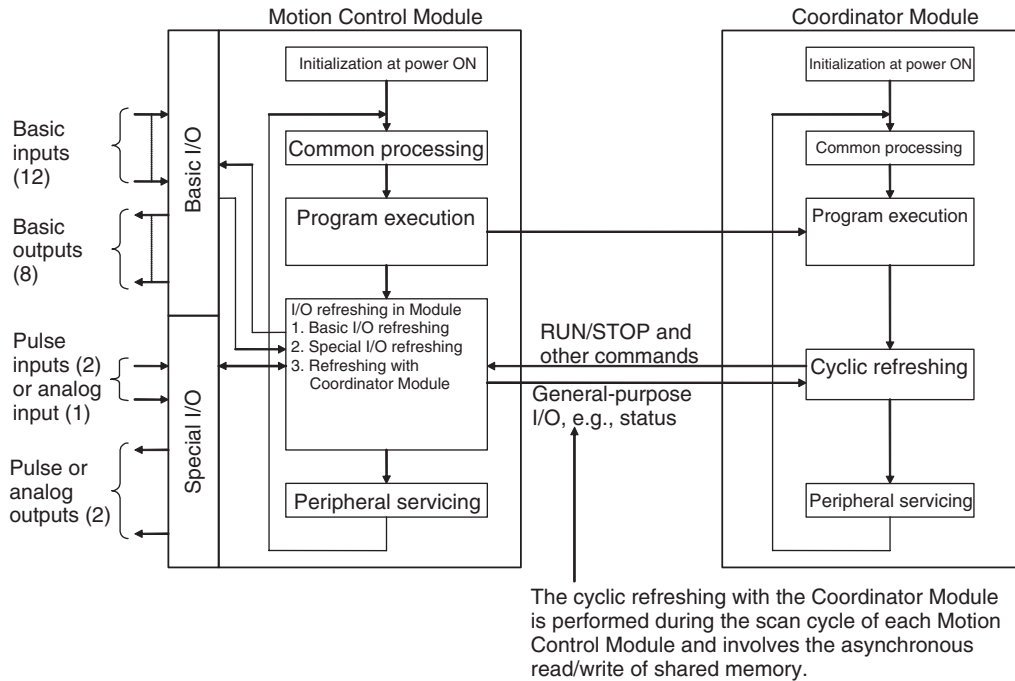 Motion Control Module
Coordinator Module
Initialization at power ON
Initialization at power ON
Basic
inputs
(12)
Basic I/O
Common processing
Common processing
Basic
outputs
(8)
Program execution
Program execution
I/O refreshing in Module
1. Basic I/O refreshing
2. Special I/O refreshing
3. Refreshing with
Coordinator Module
RUN/STOP and
other commands
Cyclic refreshing
General-purpose
I/O, e.g., status
Pulse
inputs (2)
or analog
input (1)
Special I/O
Pulse or
analog
outputs (2)
Peripheral servicing
Peripheral servicing
The cyclic refreshing with the Coordinator Module
is performed during the scan cycle of each Motion
Control Module and involves the asynchronous
read/write of shared memory.